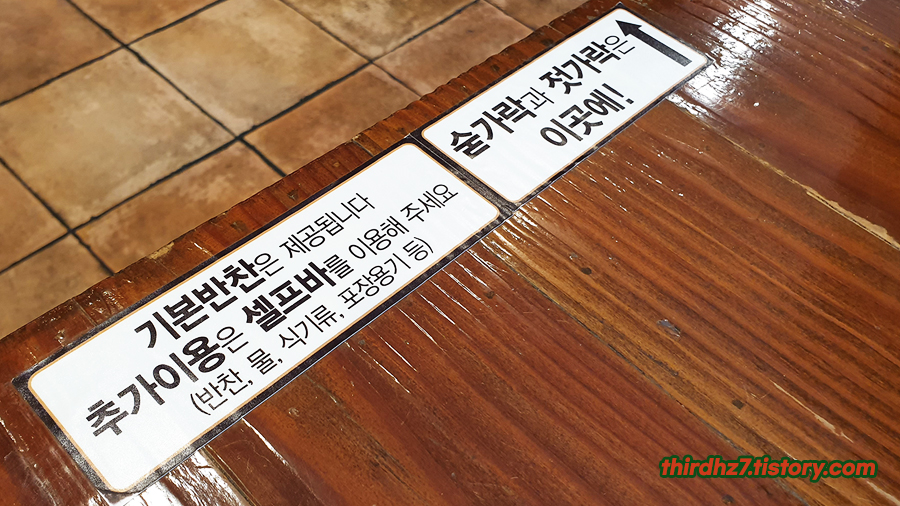 기본반찬은 제공됩니다
추가이용은 셀프바를 이용해 주세요
(반찬, 물, 식기류, 포장용기 등)
숟가락과 젓가락은
이곳에!
thirdhz7.tistory.com